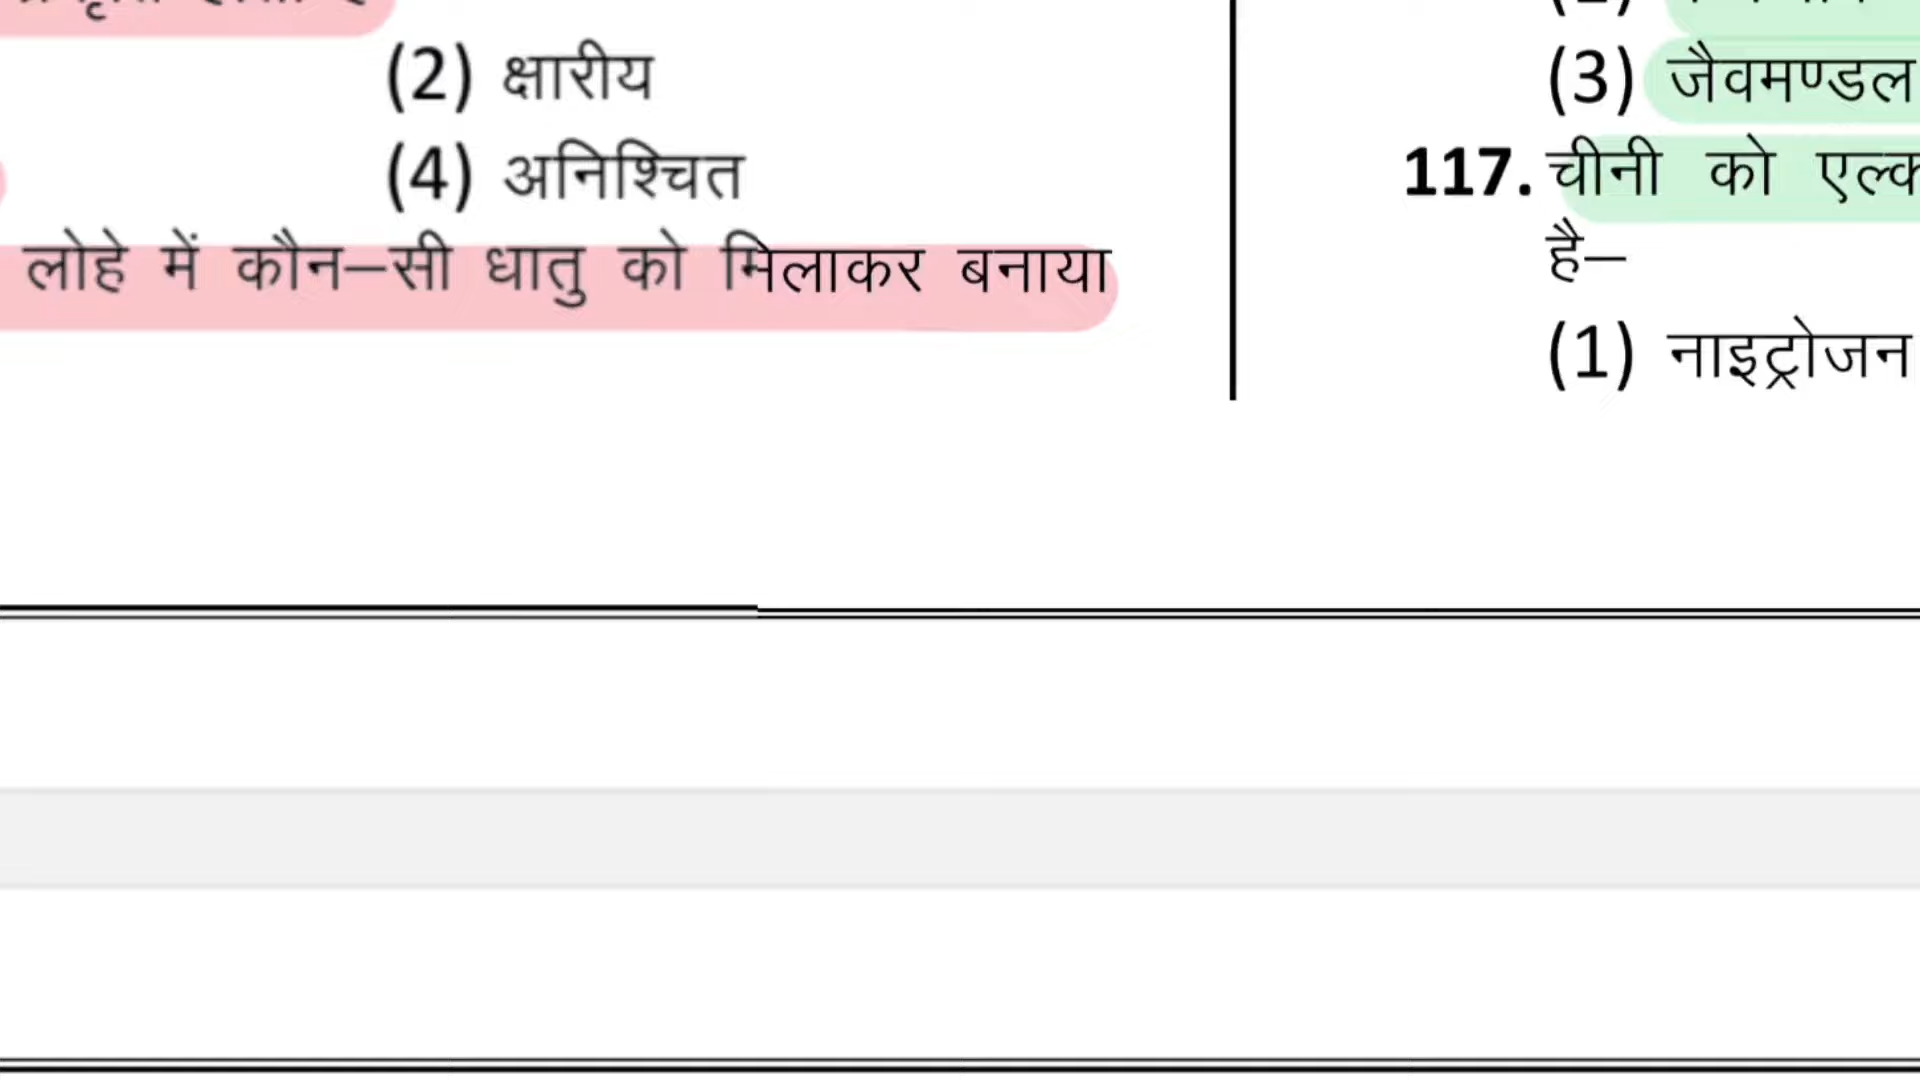 (2) क्षारीय
(4) अनिश्चित
लोहे में कौन–सी धातु को मिलाकर बनाया
(3) जैवमण्डल
117. चीनी को
है–
(1) नाइट्रोजन